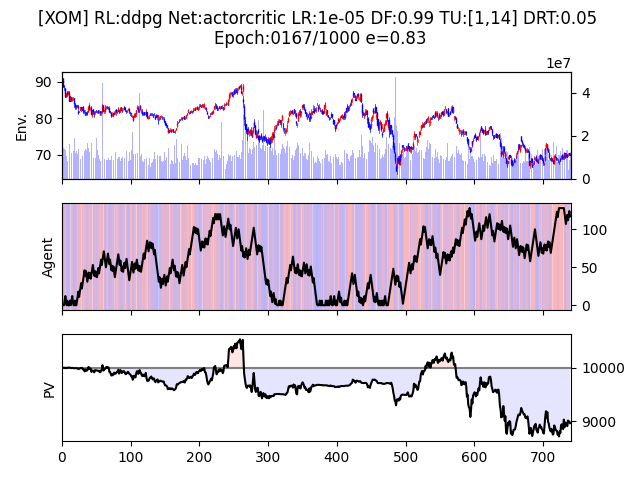 [XOM] RL:ddpg Net:actorcritic LR:1e-05 DF:0.99 TU:[1,14] DRT:0.05
Epoch:0167/1000 e=0.83
1e7
90
80
70
Env.
4
2
0
Agent
100
50
0
PV
10000
9000
0 100 200 300 400 500 600 700